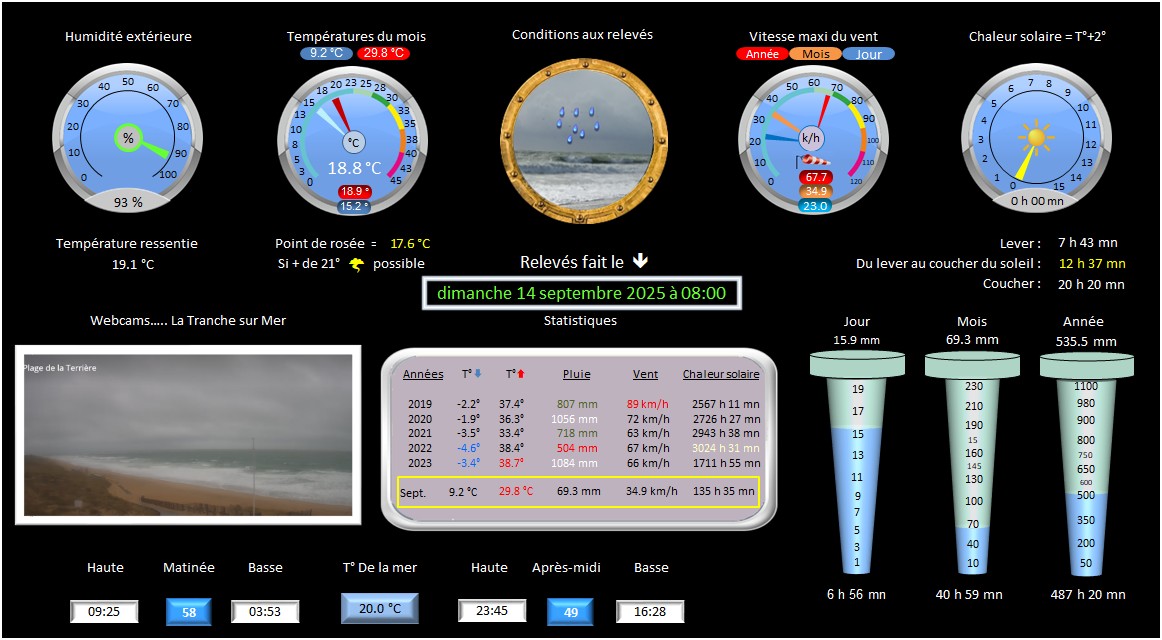 Humidité extérieure
Températures du mois
Conditions aux relevés
Vitesse maxi du vent
Chaleur solaire = T°+2°
9.2 °C 29.8 °C
Année Mois Jour
0 10 20 30 40 50 60 70 80 90 100
%
93 %
0 3 5 8 10 13 15 18 20 23 25 28 30 33 35 38 40 43 45
°C
18.8 °C
18.9 °
15.2 °
0 10 20 30 40 50 60 70 80 90 100 110 120
k/h
67.7
34.9
23.0
0 1 2 3 4 5 6 7 8 9 10 11 12 13 14 15
0 h 00 mn
Température ressentie
19.1 °C
Point de rosée = 17.6 °C
Si + de 21° possible
Relevés fait le
dimanche 14 septembre 2025 à 08:00
Lever : 7 h 43 mn
Du lever au coucher du soleil : 12 h 37 mn
Coucher : 20 h 20 mn
Webcams..... La Tranche sur Mer
Plage de la Terrière
Statistiques
Années T° T° Pluie Vent Chaleur solaire
2019 -2.2° 37.4° 807 mm 89 km/h 2567 h 11 mn
2020 -1.9° 36.3° 1056 mm 72 km/h 2726 h 27 mn
2021 -3.5° 33.4° 718 mm 63 km/h 2943 h 38 mn
2022 -4.6° 38.4° 504 mm 67 km/h 3024 h 31 mn
2023 -3.4° 38.7° 1084 mm 66 km/h 1711 h 55 mn
Sept. 9.2 °C 29.8 °C 69.3 mm 34.9 km/h 135 h 35 mn
Jour
15.9 mm
19
17
15
13
11
9
7
5
3
1
6 h 56 mn
Mois
69.3 mm
230
210
190
15
160
145
130
100
70
40
10
40 h 59 mn
Année
535.5 mm
1100
980
900
800
750
650
600
500
350
200
50
487 h 20 mn
Haute Matinée Basse T° De la mer Haute Après-midi Basse
09:25 58 03:53 20.0 °C 23:45 49 16:28